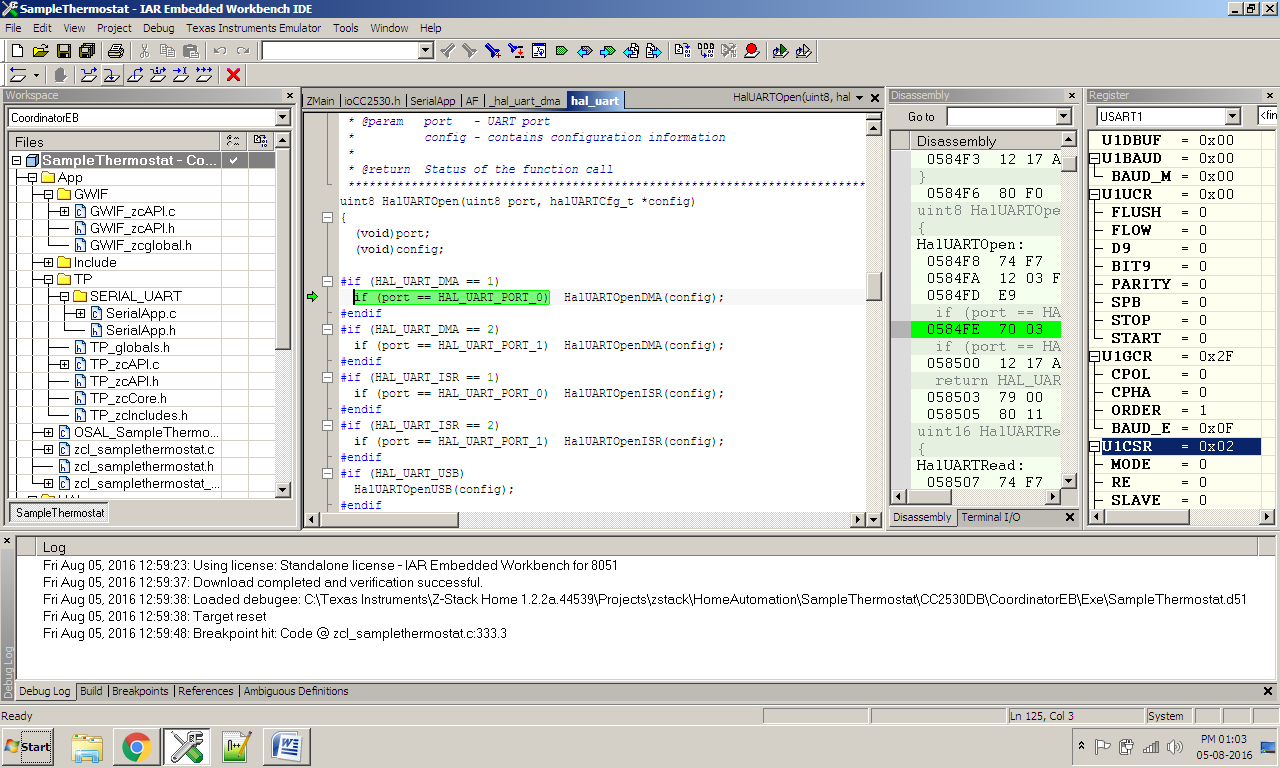 SampleThermostat - IAR Embedded Workbench IDE
File Edit View Project Debug Texas Instruments Emulator Tools Window Help
Workspace
CoordinatorEB
Files
SampleThermostat - Co...
App
GWIF
GWIF_zcAPI.c
GWIF_zcAPI.h
GWIF_zcglobal.h
Include
TP
SERIAL_UART
SerialApp.c
SerialApp.h
TP_globals.h
TP_zcAPI.c
TP_zcAPI.h
TP_zcCore.h
TP_zcIncludes.h
OSAL_SampleThermo...
zcl_samplethermostat.c
zcl_samplethermostat.h
zcl_samplethermostat_...
SampleThermostat
ZMain ioCC2530.h SerialApp AF _hal_uart_dma hal_uart HalUARTOpen(uint8, hal
* @param port - UART port
* config - contains configuration information
*
* @return Status of the function call
uint8 HalUARTOpen(uint8 port, halUARTCfg_t *config)
{
(void)port;
(void)config;
#if (HAL_UART_DMA == 1)
if (port == HAL_UART_PORT_0) HalUARTOpenDMA(config);
#endif
#if (HAL_UART_DMA == 2)
if (port == HAL_UART_PORT_1) HalUARTOpenDMA(config);
#endif
#if (HAL_UART_ISR == 1)
if (port == HAL_UART_PORT_0) HalUARTOpenISR(config);
#endif
#if (HAL_UART_ISR == 2)
if (port == HAL_UART_PORT_1) HalUARTOpenISR(config);
#endif
#if (HAL_UART_USB)
HalUARTOpenUSB(config);
#endif
Disassembly
Go to
Disassembly
0584F3 12 17 A
}
0584F6 80 F0
uint8 HalUARTOpe
{
HalUARTOpen:
0584F8 74 F7
0584FA 12 03 F
0584FD E9
if (port == HA
0584FE 70 03
if (port == HA
058500 12 17 A
return HAL_UAR
058503 79 00
058505 80 11
uint16 HalUARTRe
{
HalUARTRead:
058507 74 F7
Disassembly Terminal I/O
Register
USART1 <fin
U1DBUF = 0x00
U1BAUD = 0x00
BAUD_M = 0x00
U1UCR = 0x00
FLUSH = 0
FLOW = 0
D9 = 0
BIT9 = 0
PARITY = 0
SPB = 0
STOP = 0
START = 0
U1GCR = 0x2F
CPOL = 0
CPHA = 0
ORDER = 1
BAUD_E = 0x0F
U1CSR = 0x02
MODE = 0
RE = 0
SLAVE = 0
Log
Fri Aug 05, 2016 12:59:23: Using license: Standalone license - IAR Embedded Workbench for 8051
Fri Aug 05, 2016 12:59:37: Download completed and verification successful.
Fri Aug 05, 2016 12:59:38: Loaded debugee: C:\Texas Instruments\Z-Stack Home 1.2.2a.44539\Projects\zstack\HomeAutomation\SampleThermostat\CC2530DB\CoordinatorEB\Exe\SampleThermostat.d51
Fri Aug 05, 2016 12:59:38: Target reset
Fri Aug 05, 2016 12:59:48: Breakpoint hit: Code @ zcl_samplethermostat.c:333.3
Debug Log
Debug Log Build Breakpoints References Ambiguous Definitions
Ready Ln 125, Col 3 System
Start PM 01:03
05-08-2016